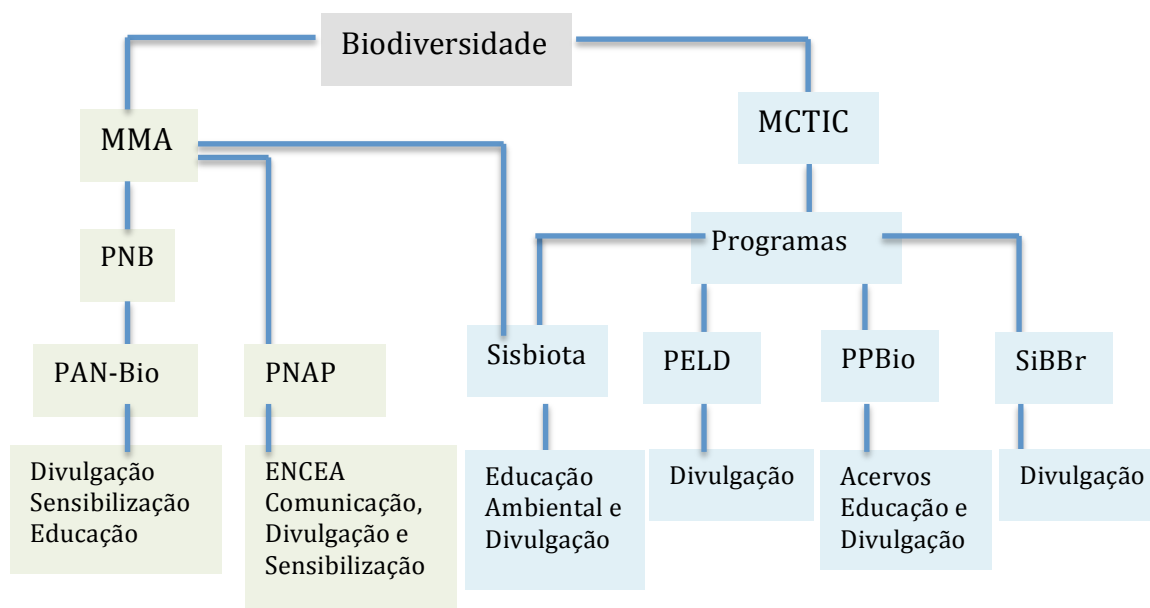 Biodiversidade
MMA
MCTIC
PNB
Programas
PAN-Bio
PNAP
Sisbiota
PELD
PPBio
SiBBr
Divulgação
Sensibilização
Educação
ENCEA
Comunicação,
Divulgação e
Sensibilização
Educação
Ambiental e
Divulgação
Divulgação
Acervos
Educação e
Divulgação
Divulgação